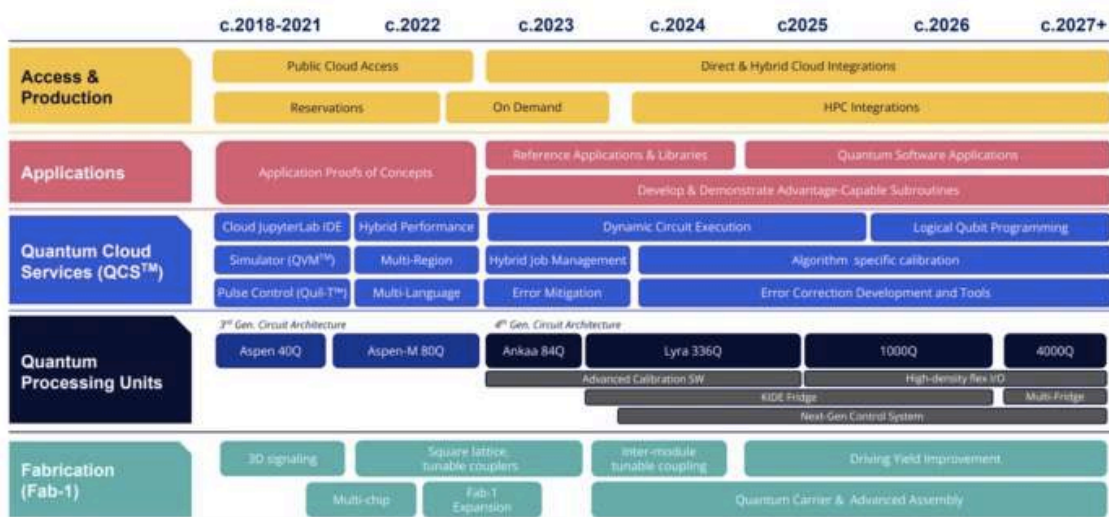 c.2018-2021 c.2022 c.2023 c.2024 c2025 c.2026 c.2027+
Access &
Production
Public Cloud Access
Direct & Hybrid Cloud Integrations
Reservations
On Demand
HPC Integrations
Applications
Application Proofs of Concepts
Reference Applications & Libraries
Quantum Software Applications
Develop & Demonstrate Advantage-Capable Subroutines
Quantum Cloud
Services (QCS™)
Cloud JupyterLab IDE
Hybrid Performance
Dynamic Circuit Execution
Logical Qubit Programming
Simulator (QVM™)
Multi-Region
Hybrid Job Management
Algorithm specific calibration
Pulse Control (Quil-T™)
Multi-Language
Error Mitigation
Error Correction Development and Tools
Quantum
Processing Units
3rd Gen. Circuit Architecture
4th Gen. Circuit Architecture
Aspen 40Q
Aspen-M 80Q
Ankaa 84Q
Lyra 336Q
1000Q
4000Q
Advanced Calibration SW
High-density flex I/O
KIDE Fridge
Multi-Fridge
Next-Gen Control System
Fabrication
(Fab-1)
3D signaling
Square lattice,
tunable couplers
Inter-module
tunable coupling
Driving Yield Improvement
Multi-chip
Fab-1
Expansion
Quantum Carrier & Advanced Assembly